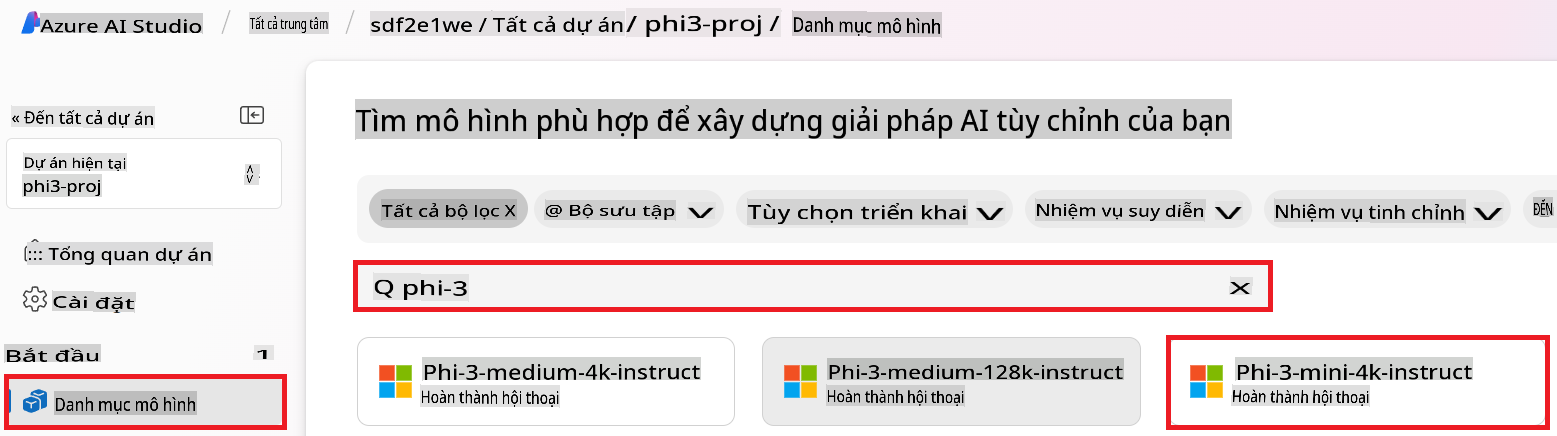 Azure AI Studio / Tất cả trung tâm / sdf2e1we / Tất cả dự án / phi3-proj / Danh mục mô hình
« Đến tất cả dự án
Dự án hiện tại
phi3-proj
Tổng quan dự án
Cài đặt
Bắt đầu
1
Danh mục mô hình
Tìm mô hình phù hợp để xây dựng giải pháp AI tùy chỉnh của bạn
Tất cả bộ lọc X
@ Bộ sưu tập
Tùy chọn triển khai
Nhiệm vụ suy diễn
Nhiệm vụ tinh chỉnh
ĐẾN
Q phi-3 X
Phi-3-medium-4k-instruct
Hoàn thành hội thoại
Phi-3-medium-128k-instruct
Hoàn thành hội thoại
Phi-3-mini-4k-instruct
Hoàn thành hội thoại